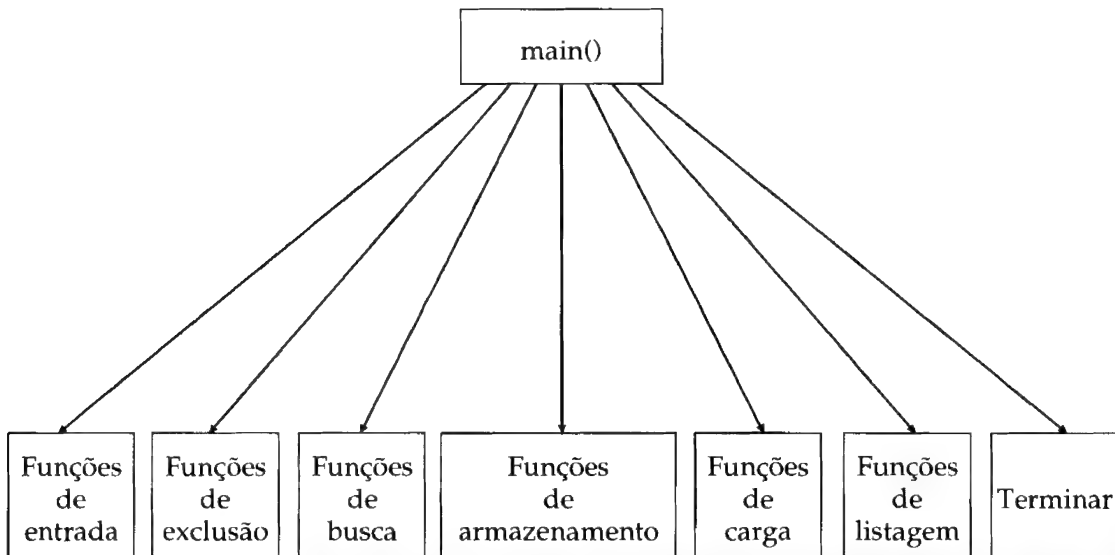 main()
Funções
de
entrada
Funções
de
exclusão
Funções
de
busca
Funções
de
armazenamento
Funções
de
carga
Funções
de
listagem
Terminar